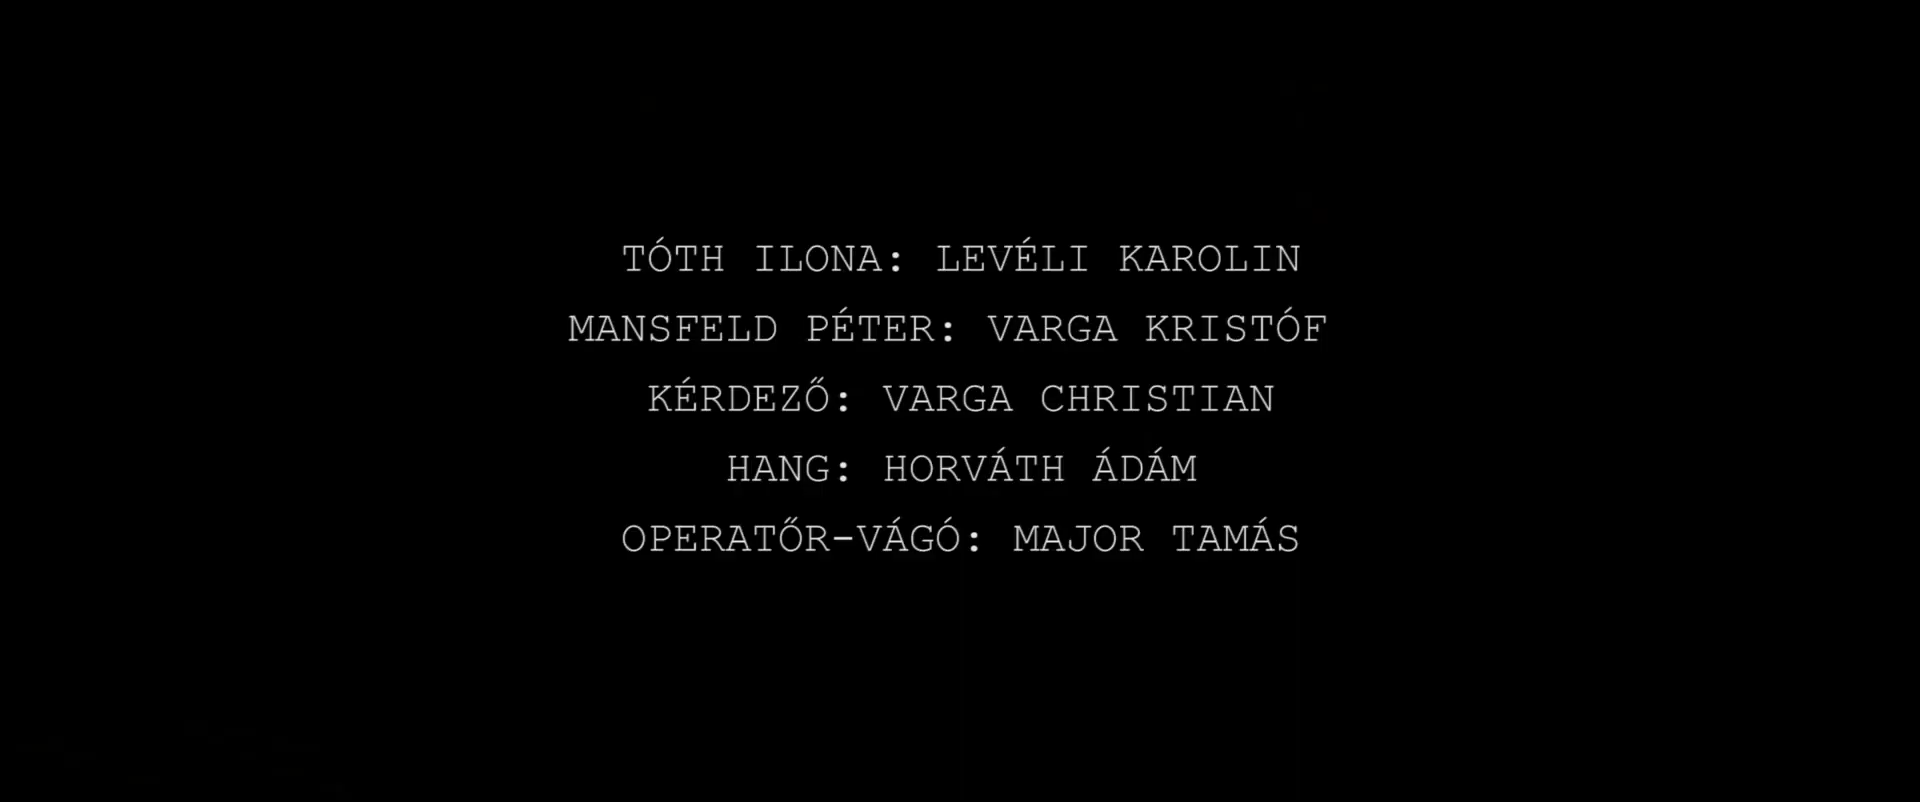 TÓTH ILONA: LEVÉLI KAROLIN
MANSFELD PÉTER: VARGA KRISTÓF
KÉRDEZŐ: VARGA CHRISTIAN
HANG: HORVÁTH ÁDÁM
OPERATŐR-VÁGÓ: MAJOR TAMÁS